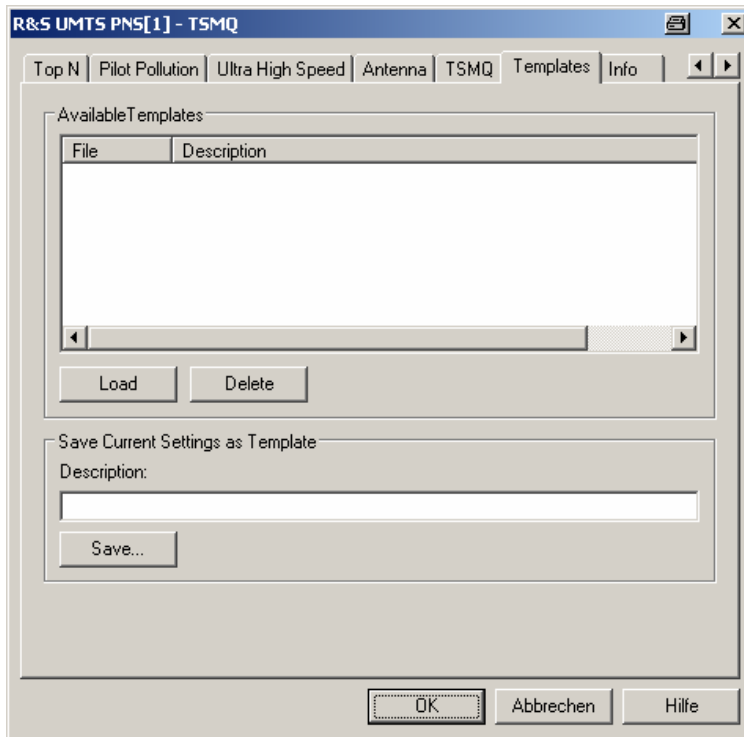 R&S UMTS PNS[1] - TSMQ
Top N Pilot Pollution Ultra High Speed Antenna TSMQ Templates Info
AvailableTemplates
File Description
Load Delete
Save Current Settings as Template
Description:
Save...
OK Abbrechen Hilfe